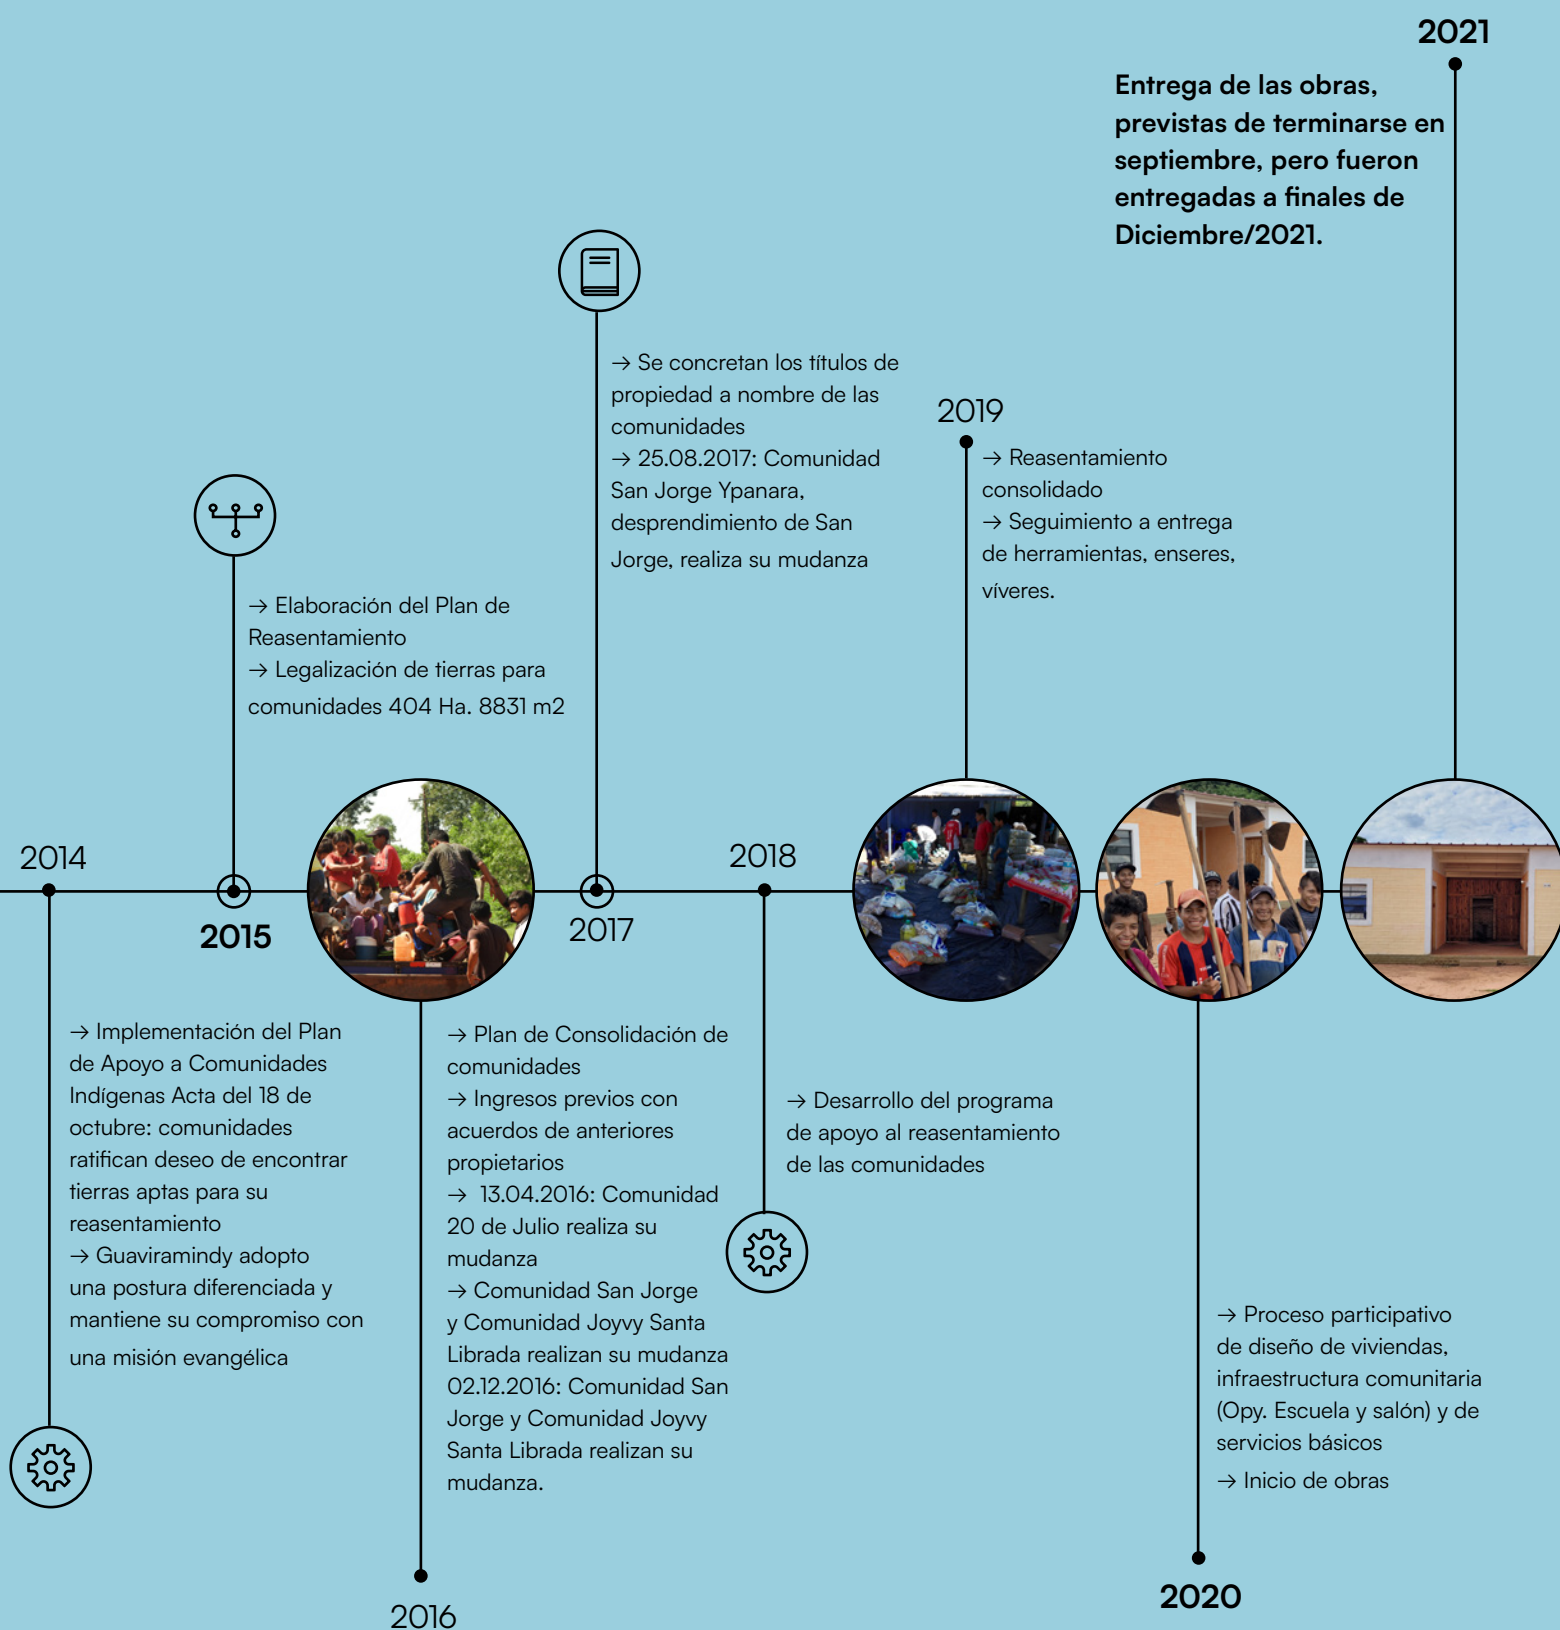 2014
→ Implementación del Plan
de Apoyo a Comunidades
Indígenas Acta del 18 de
octubre: comunidades
ratifican deseo de encontrar
tierras aptas para su
reasentamiento
→ Guaviramindy adopto
una postura diferenciada y
mantiene su compromiso con
una misión evangélica
2015
→ Elaboración del Plan de
Reasentamiento
→ Legalización de tierras para
comunidades 404 Ha. 8831 m2
2016
→ Plan de Consolidación de
comunidades
→ Ingresos previos con
acuerdos de anteriores
propietarios
→ 13.04.2016: Comunidad
20 de Julio realiza su
mudanza
→ Comunidad San Jorge
y Comunidad Joyvy Santa
Librada realizan su mudanza
02.12.2016: Comunidad San
Jorge y Comunidad Joyvy
Santa Librada realizan su
mudanza.
2017
→ Se concretan los títulos de
propiedad a nombre de las
comunidades
→ 25.08.2017: Comunidad
San Jorge Ypanara,
desprendimiento de San
Jorge, realiza su mudanza
2018
→ Desarrollo del programa
de apoyo al reasentamiento
de las comunidades
2019
→ Reasentamiento
consolidado
→ Seguimiento a entrega
de herramientas, enseres,
víveres.
2020
→ Proceso participativo
de diseño de viviendas,
infraestructura comunitaria
(Opy. Escuela y salón) y de
servicios básicos
→ Inicio de obras
2021
Entrega de las obras,
previstas de terminarse en
septiembre, pero fueron
entregadas a finales de
Diciembre/2021.